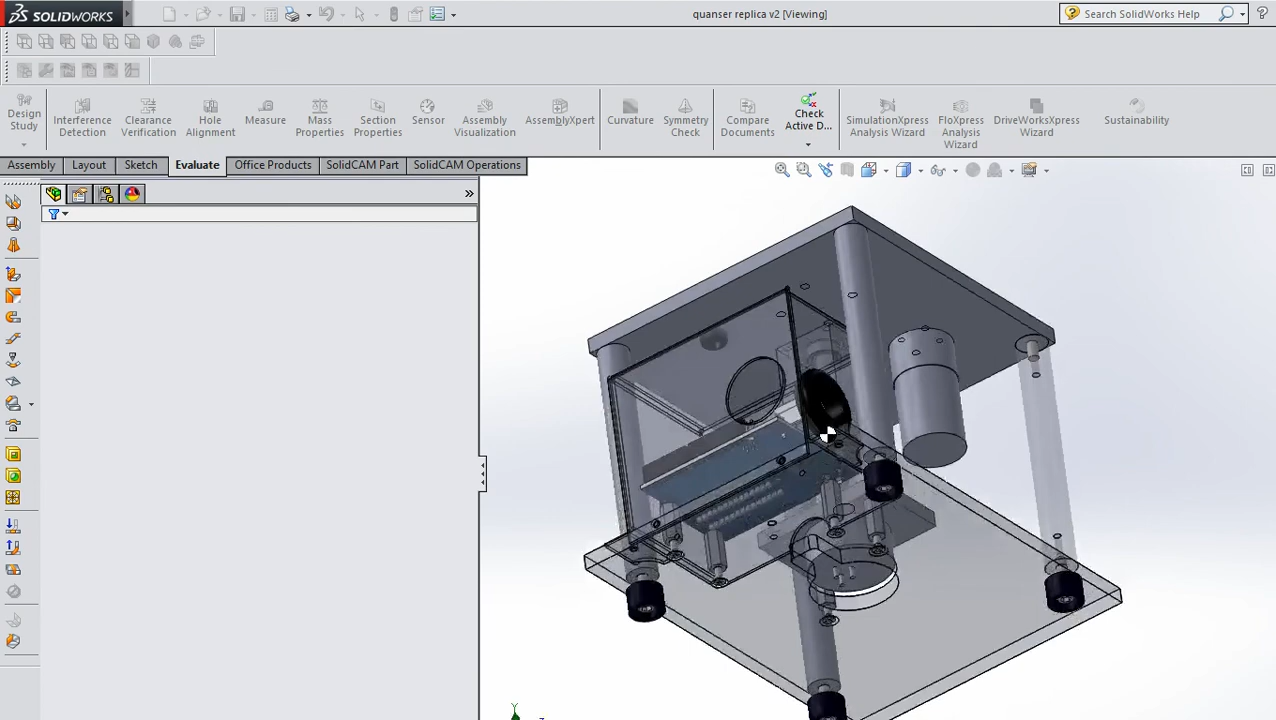 SOLIDWORKS
quanser replica v2 [Viewing]
Search SolidWorks Help
Design Study
Interference Detection
Clearance Verification
Hole Alignment
Measure
Mass Properties
Section Properties
Sensor
Assembly Visualization
AssemblyXpert
Curvature
Symmetry Check
Compare Documents
Check Active D...
SimulationXpress Analysis Wizard
FloXpress Analysis Wizard
DriveWorksXpress Wizard
Sustainability
Assembly
Layout
Sketch
Evaluate
Office Products
SolidCAM Part
SolidCAM Operations
Y